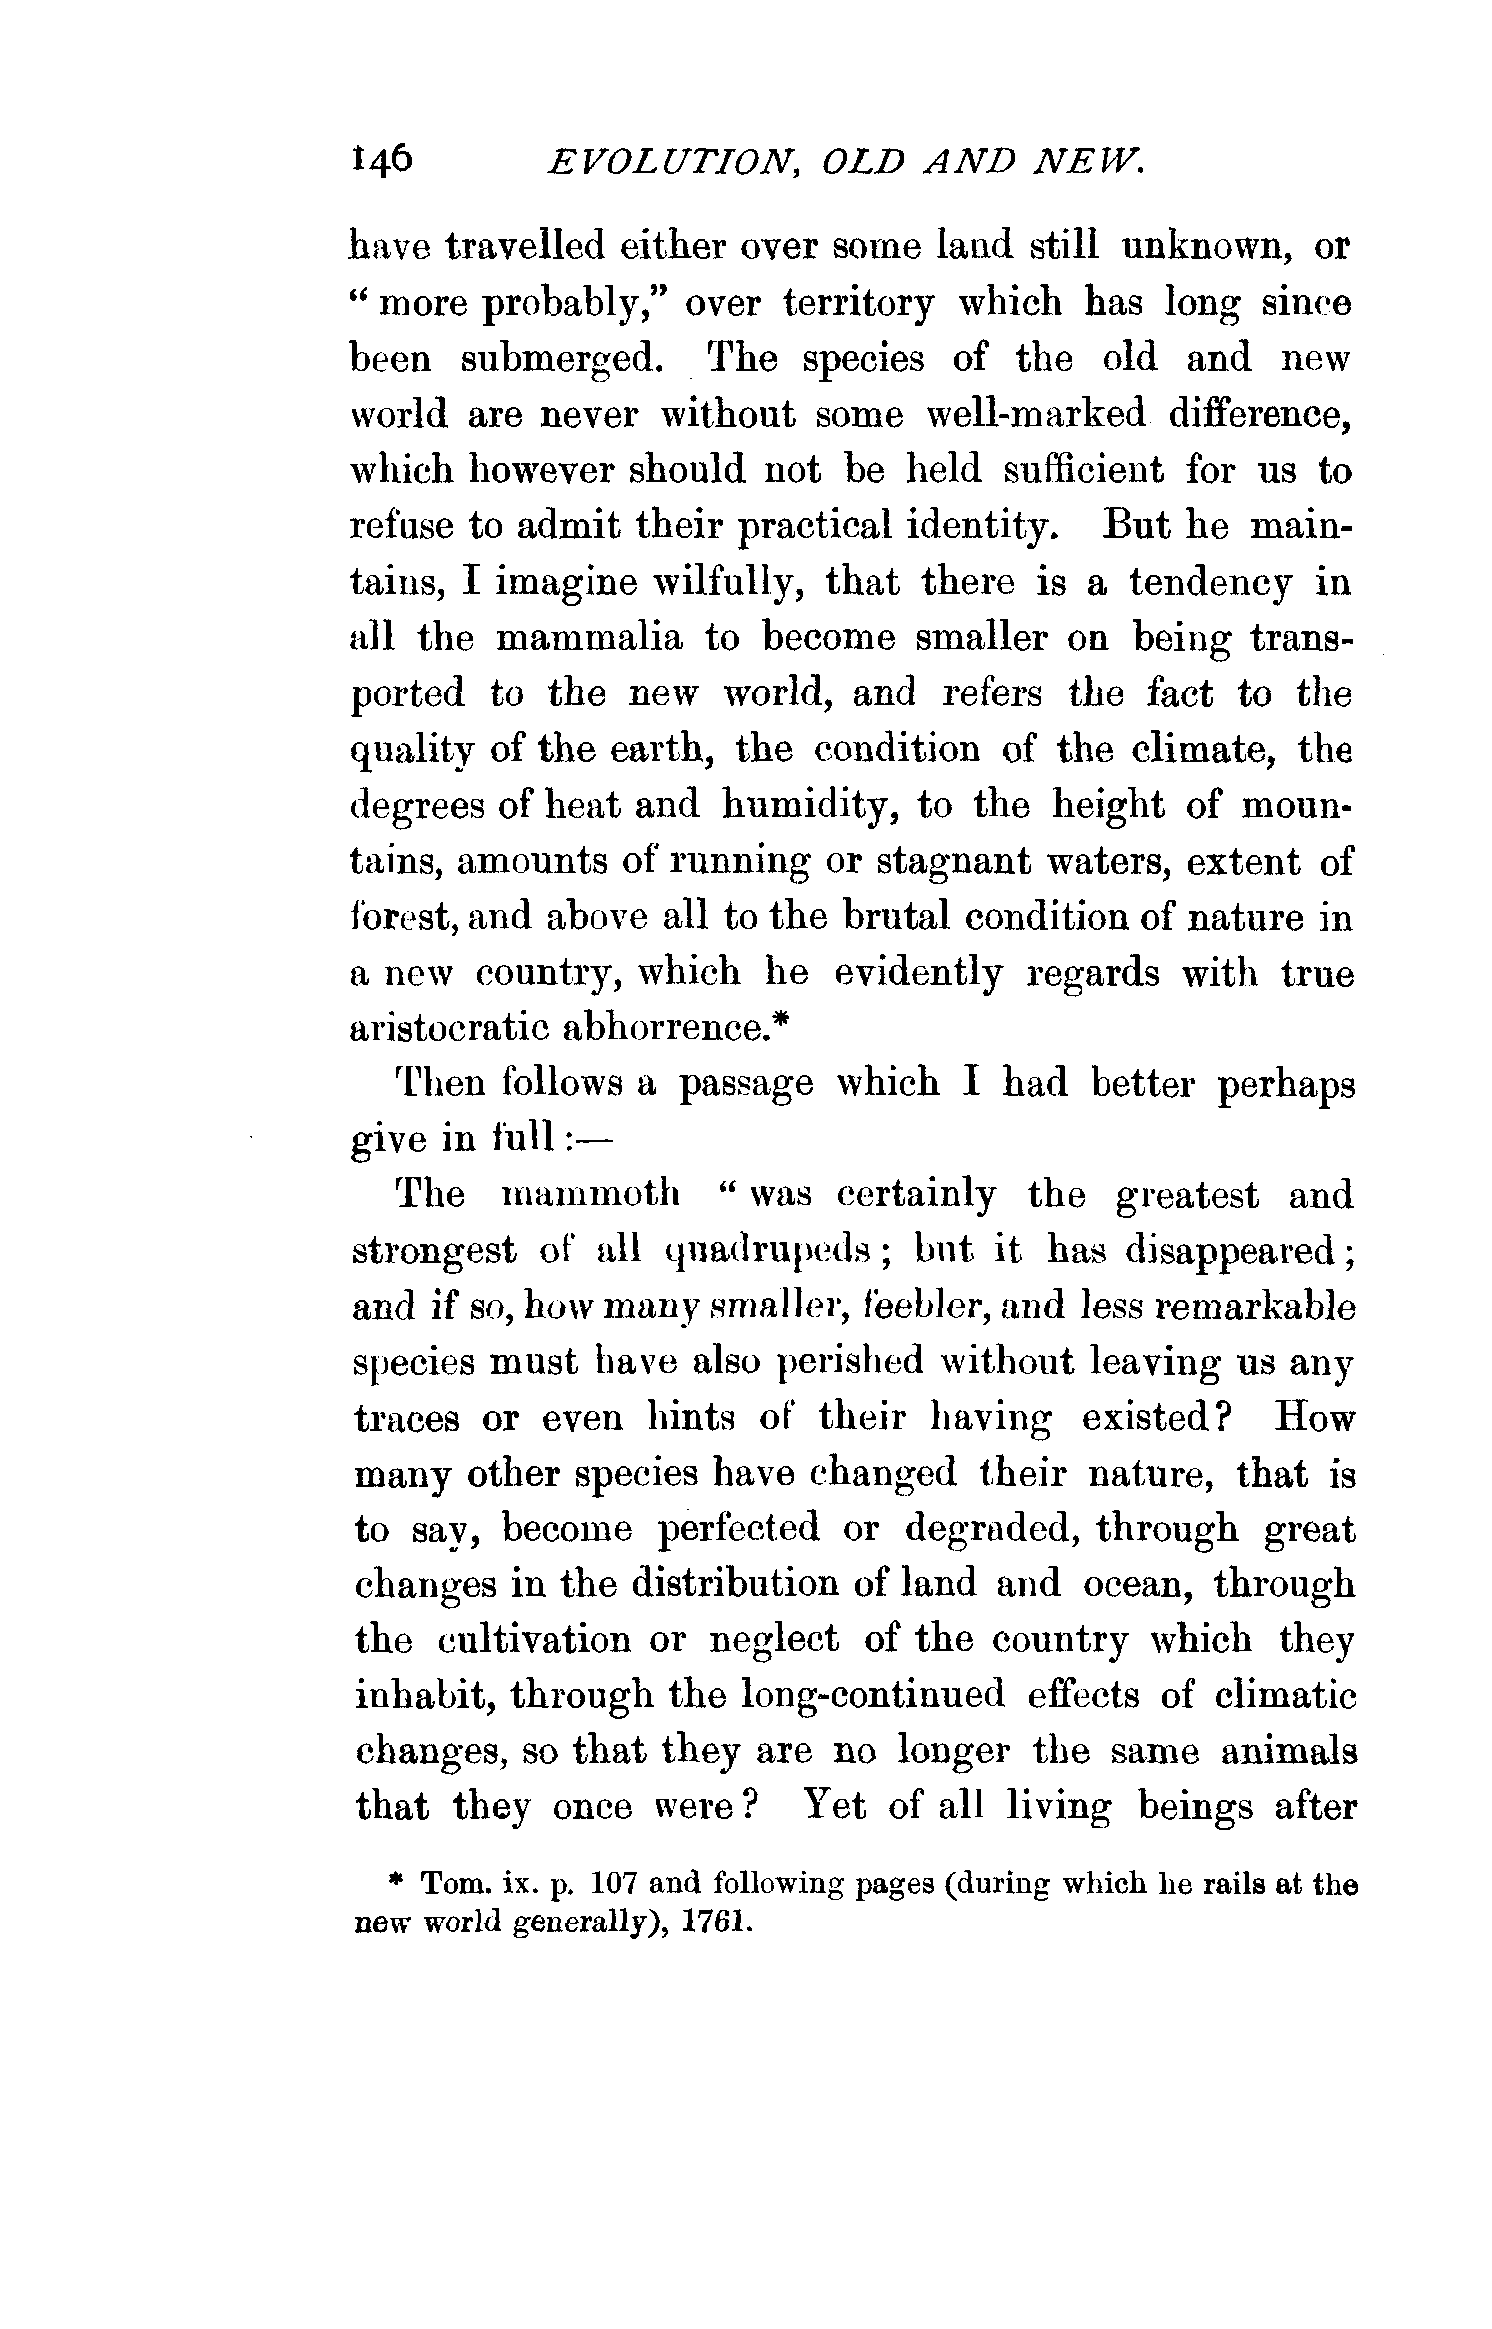 146 EVOLUTION, OLD AND NEW.
have travelled either over some land still unknown, or
“ more probably,” over territory which has long since
been submerged. The species of the old and new
world are never without some well-marked difference,
which however should not be held sufficient for us to
refuse to admit their practical identity. But he main-
tains, I imagine wilfully, that there is a tendency in
all the mammalia to become smaller on being trans-
ported to the new world, and refers the fact to the
quality of the earth, the condition of the climate, the
degrees of heat and humidity, to the height of moun-
tains, amounts of running or stagnant waters, extent of
forest, and above all to the brutal condition of nature in
a new country, which he evidently regards with true
aristocratic abhorrence.*
Then follows a passage which I had better perhaps
give in full :—
The mammoth “ was certainly the greatest and
strongest of all quadrupeds ; but it has disappeared ;
and if so, how many smaller, feebler, and less remarkable
species must have also perished without leaving us any
traces or even hints of their having existed? How
many other species have changed their nature, that is
to say, become perfected or degraded, through great
changes in the distribution of land and ocean, through
the cultivation or neglect of the country which they
inhabit, through the long-continued effects of climatic
changes, so that they are no longer the same animals
that they once were ? Yet of all living beings after
* Tom. ix. p. 107 and following pages (during which he rails at the
new world generally), 1761.